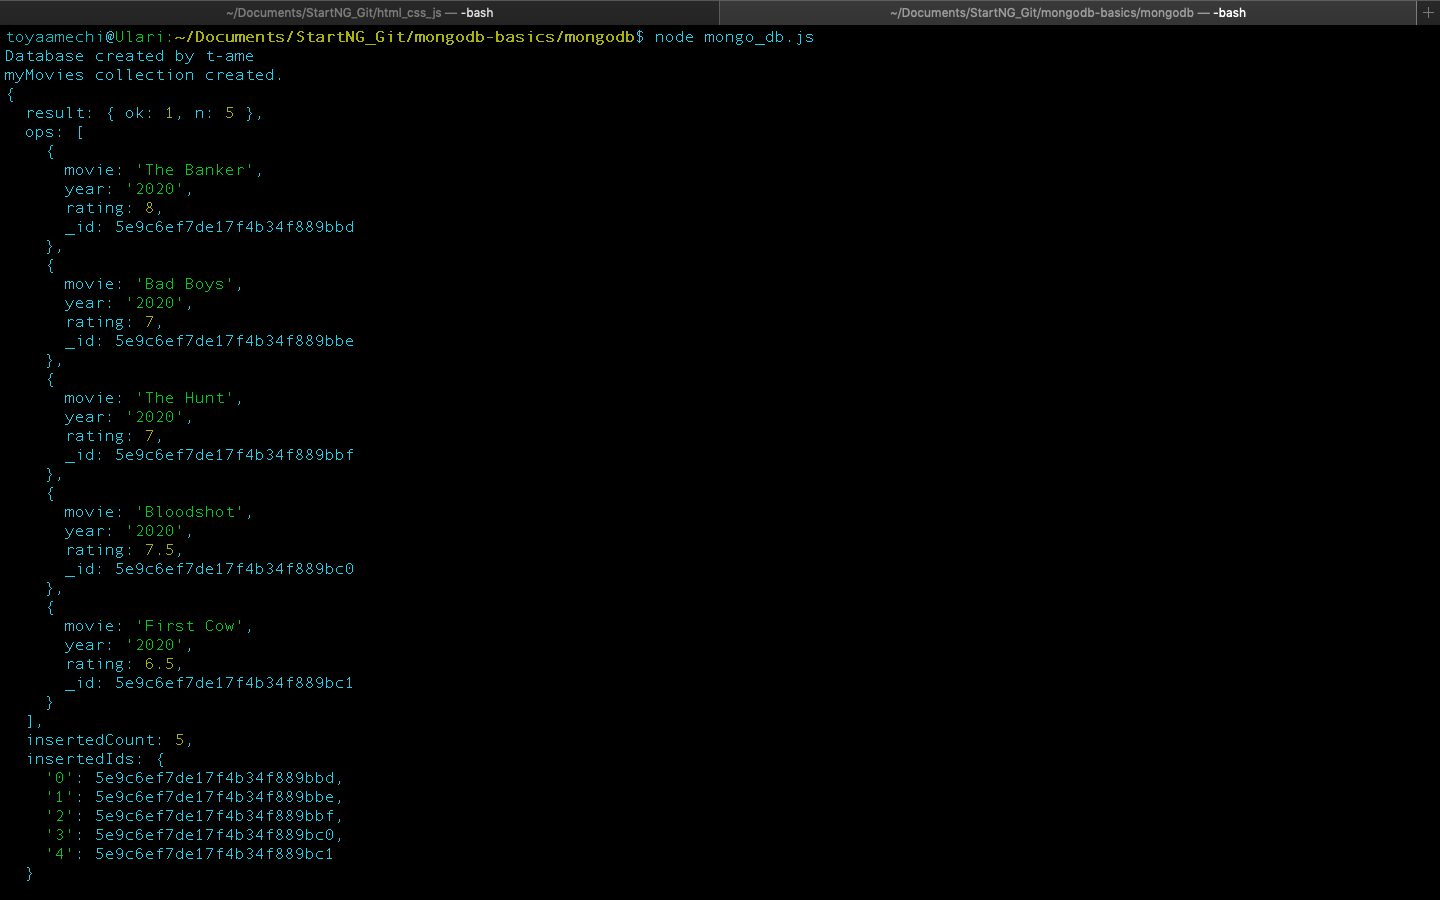 ~/Documents/StartNG_Git/html_css_js — -bash
~/Documents/StartNG_Git/mongodb-basics/mongodb — -bash
+
toyaamechi@Ulari:~/Documents/StartNG_Git/mongodb-basics/mongodb$ node mongo_db.js
Database created by t-ame
myMovies collection created.
{
  result: { ok: 1, n: 5 },
  ops: [
    {
      movie: 'The Banker',
      year: '2020',
      rating: 8,
      _id: 5e9c6ef7de17f4b34f889bbd
    },
    {
      movie: 'Bad Boys',
      year: '2020',
      rating: 7,
      _id: 5e9c6ef7de17f4b34f889bbe
    },
    {
      movie: 'The Hunt',
      year: '2020',
      rating: 7,
      _id: 5e9c6ef7de17f4b34f889bbf
    },
    {
      movie: 'Bloodshot',
      year: '2020',
      rating: 7.5,
      _id: 5e9c6ef7de17f4b34f889bc0
    },
    {
      movie: 'First Cow',
      year: '2020',
      rating: 6.5,
      _id: 5e9c6ef7de17f4b34f889bc1
    }
  ],
  insertedCount: 5,
  insertedIds: {
    '0': 5e9c6ef7de17f4b34f889bbd,
    '1': 5e9c6ef7de17f4b34f889bbe,
    '2': 5e9c6ef7de17f4b34f889bbf,
    '3': 5e9c6ef7de17f4b34f889bc0,
    '4': 5e9c6ef7de17f4b34f889bc1
  }